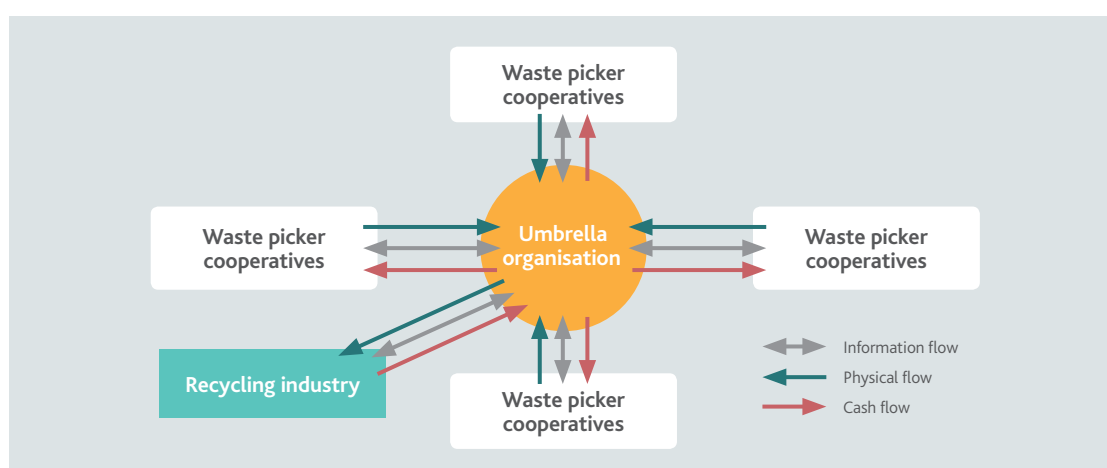 Waste picker
cooperatives
Waste picker
cooperatives
Umbrella
organisation
Waste picker
cooperatives
Recycling industry
Waste picker
cooperatives
Information flow
Physical flow
Cash flow